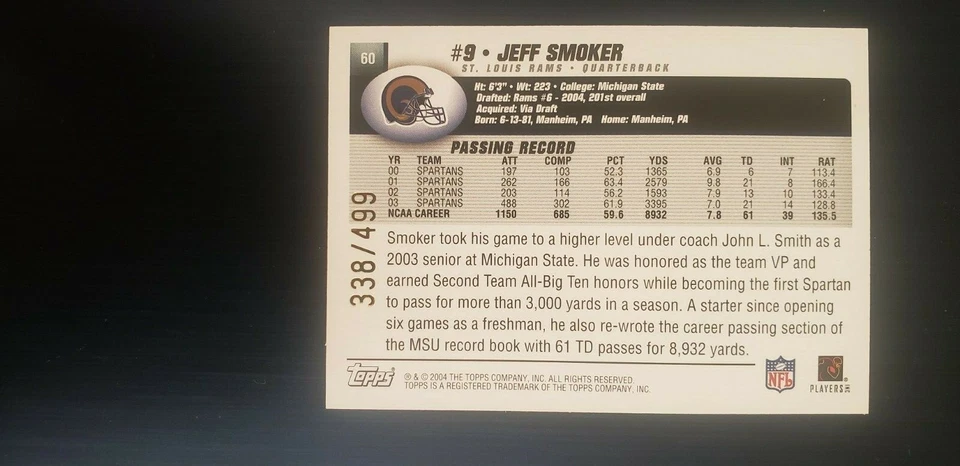 60
#9 • JEFF SMOKER
ST. LOUIS RAMS • QUARTERBACK
Ht: 6'3" • Wt: 223 • College: Michigan State
Drafted: Rams #6 - 2004, 201st overall
Acquired: Via Draft
Born: 6-13-81, Manheim, PA Home: Manheim, PA
PASSING RECORD
YR TEAM ATT COMP PCT YDS AVG TD INT RAT
00 SPARTANS 197 103 52.3 1365 6.9 6 7 113.4
01 SPARTANS 262 166 63.4 2579 9.8 21 8 166.4
02 SPARTANS 203 114 56.2 1593 7.9 13 10 133.4
03 SPARTANS 488 302 61.9 3395 7.0 21 14 128.8
NCAA CAREER 1150 685 59.6 8932 7.8 61 39 135.5
338/499
Smoker took his game to a higher level under coach John L. Smith as a
2003 senior at Michigan State. He was honored as the team VP and
earned Second Team All-Big Ten honors while becoming the first Spartan
to pass for more than 3,000 yards in a season. A starter since opening
six games as a freshman, he also re-wrote the career passing section of
the MSU record book with 61 TD passes for 8,932 yards.
Topps
® & © 2004 THE TOPPS COMPANY, INC. ALL RIGHTS RESERVED.
TOPPS IS A REGISTERED TRADEMARK OF THE TOPPS COMPANY, INC.
NFL
PLAYERS INC